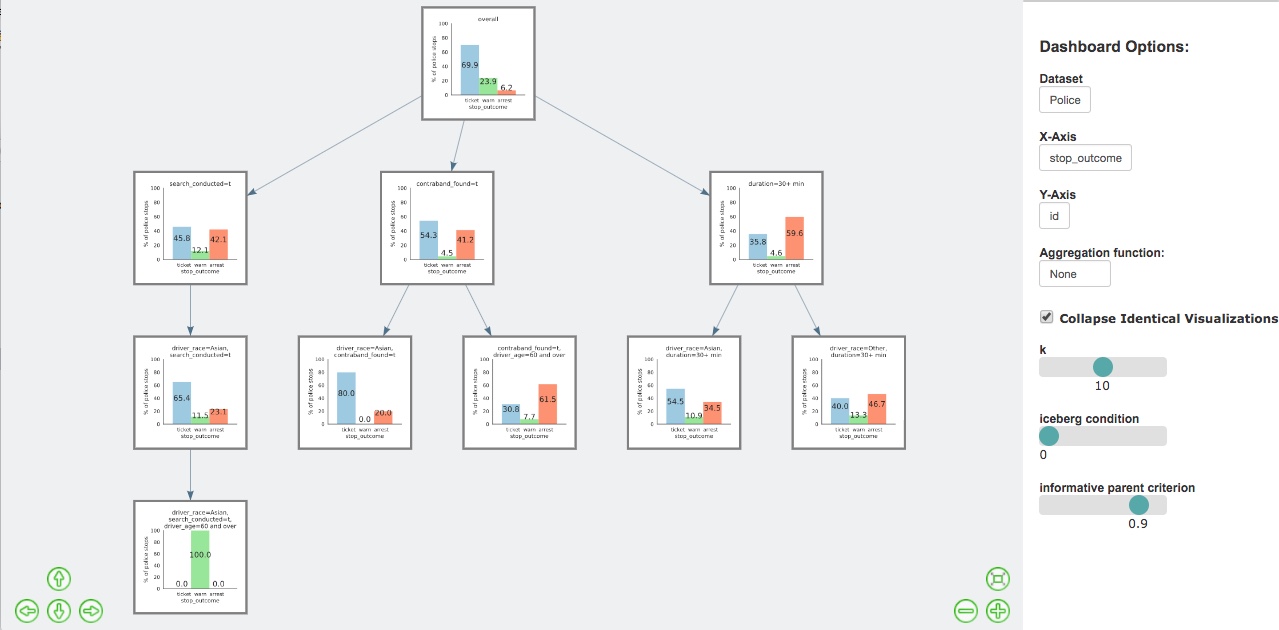 overall
100
80
60
40
20
0
% of police stops
69.9
23.9
6.2
ticket warn arrest
stop_outcome
search_conducted=t
100
80
60
40
20
0
% of police stops
45.8
12.1
42.1
ticket warn arrest
stop_outcome
contraband_found=t
100
80
60
40
20
0
% of police stops
54.3
4.5
41.2
ticket warn arrest
stop_outcome
duration=30+ min
100
80
60
40
20
0
% of police stops
35.8
4.6
59.6
ticket warn arrest
stop_outcome
driver_race=Asian,
search_conducted=t
100
80
60
40
20
0
% of police stops
65.4
11.5
23.1
ticket warn arrest
stop_outcome
driver_race=Asian,
contraband_found=t
100
80
60
40
20
0
% of police stops
80.0
0.0
20.0
ticket warn arrest
stop_outcome
contraband_found=t,
driver_age=60 and over
100
80
60
40
20
0
% of police stops
30.8
7.7
61.5
ticket warn arrest
stop_outcome
driver_race=Asian,
duration=30+ min
100
80
60
40
20
0
% of police stops
54.5
10.9
34.5
ticket warn arrest
stop_outcome
driver_race=Other,
duration=30+ min
100
80
60
40
20
0
% of police stops
40.0
13.3
46.7
ticket warn arrest
stop_outcome
driver_race=Asian,
search_conducted=t,
driver_age=60 and over
100
80
60
40
20
0
% of police stops
0.0
100.0
0.0
ticket warn arrest
stop_outcome
Dashboard Options:
Dataset
Police
X-Axis
stop_outcome
Y-Axis
id
Aggregation function:
None
Collapse Identical Visualizations
k
10
iceberg condition
0
informative parent criterion
0.9